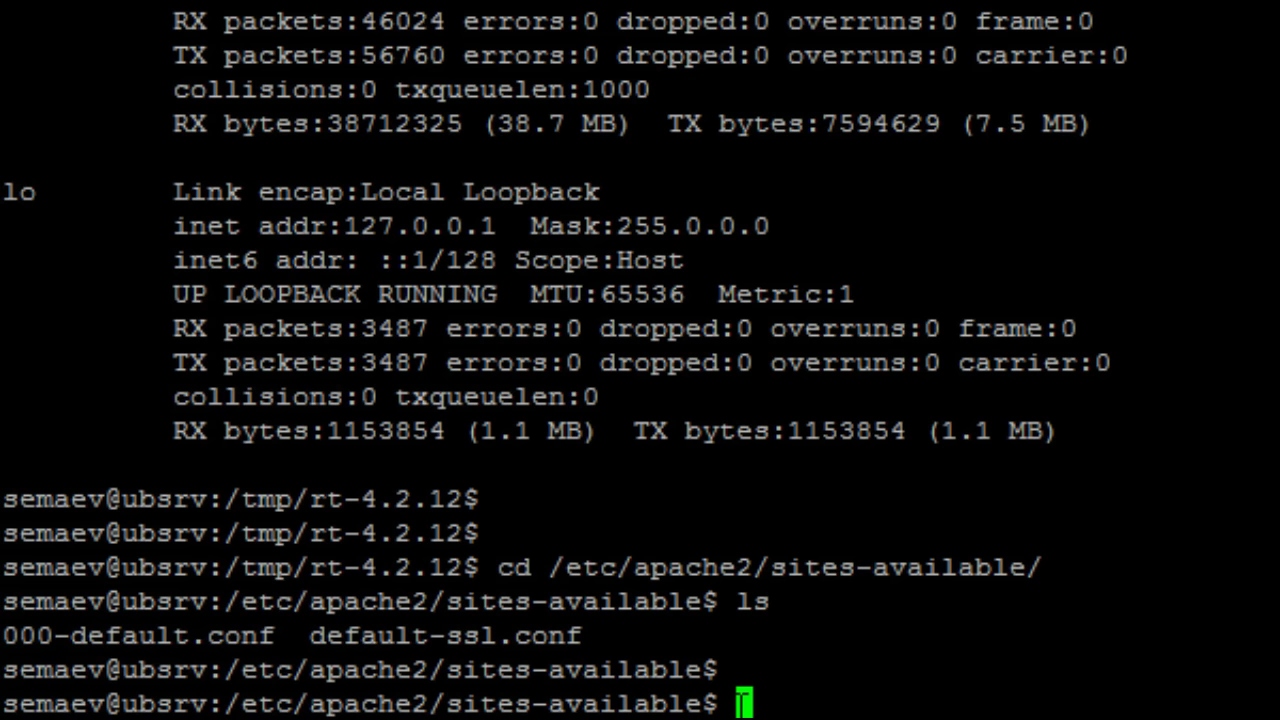 RX packets:46024 errors:0 dropped:0 overruns:0 frame:0
TX packets:56760 errors:0 dropped:0 overruns:0 carrier:0
collisions:0 txqueuelen:1000
RX bytes:38712325 (38.7 MB)  TX bytes:7594629 (7.5 MB)
lo        Link encap:Local Loopback
inet addr:127.0.0.1  Mask:255.0.0.0
inet6 addr: ::1/128 Scope:Host
UP LOOPBACK RUNNING  MTU:65536  Metric:1
RX packets:3487 errors:0 dropped:0 overruns:0 frame:0
TX packets:3487 errors:0 dropped:0 overruns:0 carrier:0
collisions:0 txqueuelen:0
RX bytes:1153854 (1.1 MB)  TX bytes:1153854 (1.1 MB)
semaev@ubsrv:/tmp/rt-4.2.12$
semaev@ubsrv:/tmp/rt-4.2.12$
semaev@ubsrv:/tmp/rt-4.2.12$ cd /etc/apache2/sites-available/
semaev@ubsrv:/etc/apache2/sites-available$ ls
000-default.conf  default-ssl.conf
semaev@ubsrv:/etc/apache2/sites-available$
semaev@ubsrv:/etc/apache2/sites-available$